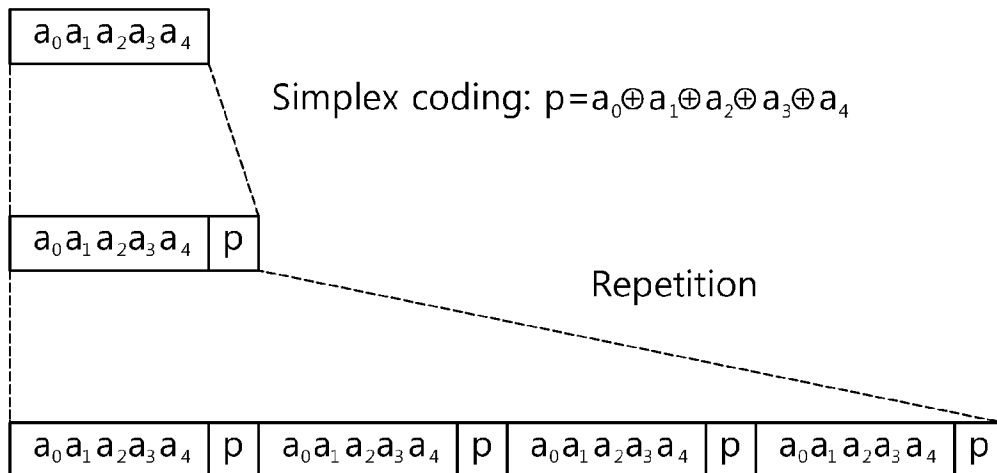 a₀a₁a₂a₃a₄
Simplex coding: p=a₀⊕a₁⊕a₂⊕a₃⊕a₄
a₀a₁a₂a₃a₄ p
Repetition
a₀a₁a₂a₃a₄ p a₀a₁a₂a₃a₄ p a₀a₁a₂a₃a₄ p a₀a₁a₂a₃a₄ p